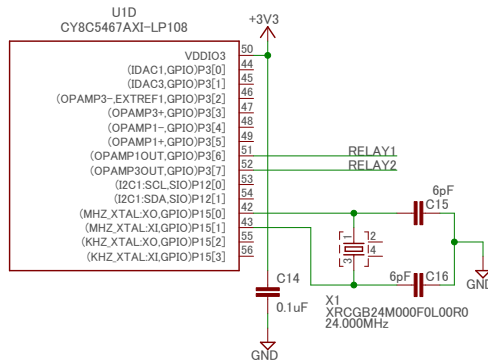 U1D
CY8C5467AXI-LP108
+3V3
VDDIO3 50
(IDAC1,GPIO)P3[0] 44
(IDAC3,GPIO)P3[1] 45
(OPAMP3-,EXTREF1,GPIO)P3[2] 46
(OPAMP3+,GPIO)P3[3] 47
(OPAMP1-,GPIO)P3[4] 48
(OPAMP1+,GPIO)P3[5] 49
(OPAMP1OUT,GPIO)P3[6] 51 RELAY1
(OPAMP3OUT,GPIO)P3[7] 52 RELAY2
(I2C1:SCL,SIO)P12[0] 53
(I2C1:SDA,SIO)P12[1] 54
(MHZ_XTAL:XO,GPIO)P15[0] 42
(MHZ_XTAL:XI,GPIO)P15[1] 43
(KHZ_XTAL:XO,GPIO)P15[2] 55
(KHZ_XTAL:XI,GPIO)P15[3] 56
6pF
C15
1 2
3 4
6pF C16
GND
C14
0.1uF
GND
X1
XRCGB24M000F0L00R0
24.000MHz